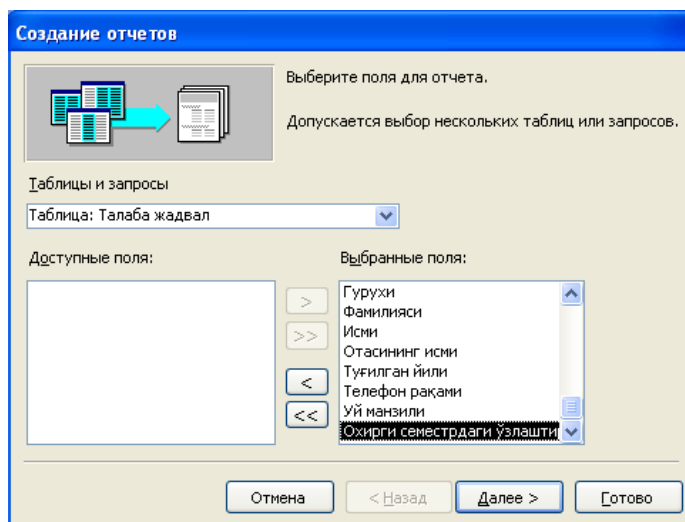 Создание отчетов
Выберите поля для отчета.
Допускается выбор нескольких таблиц или запросов.
Таблицы и запросы
Таблица: Талаба жадвал
Доступные поля:
Выбранные поля:
Гурухи
Фамилияси
Исми
Отасининг исми
Туғилган йили
Телефон рақами
Уй манзили
Охирги семестрдаги ўзлашти
>
>>
<
<<
Отмена
< Назад
Далее >
Готово